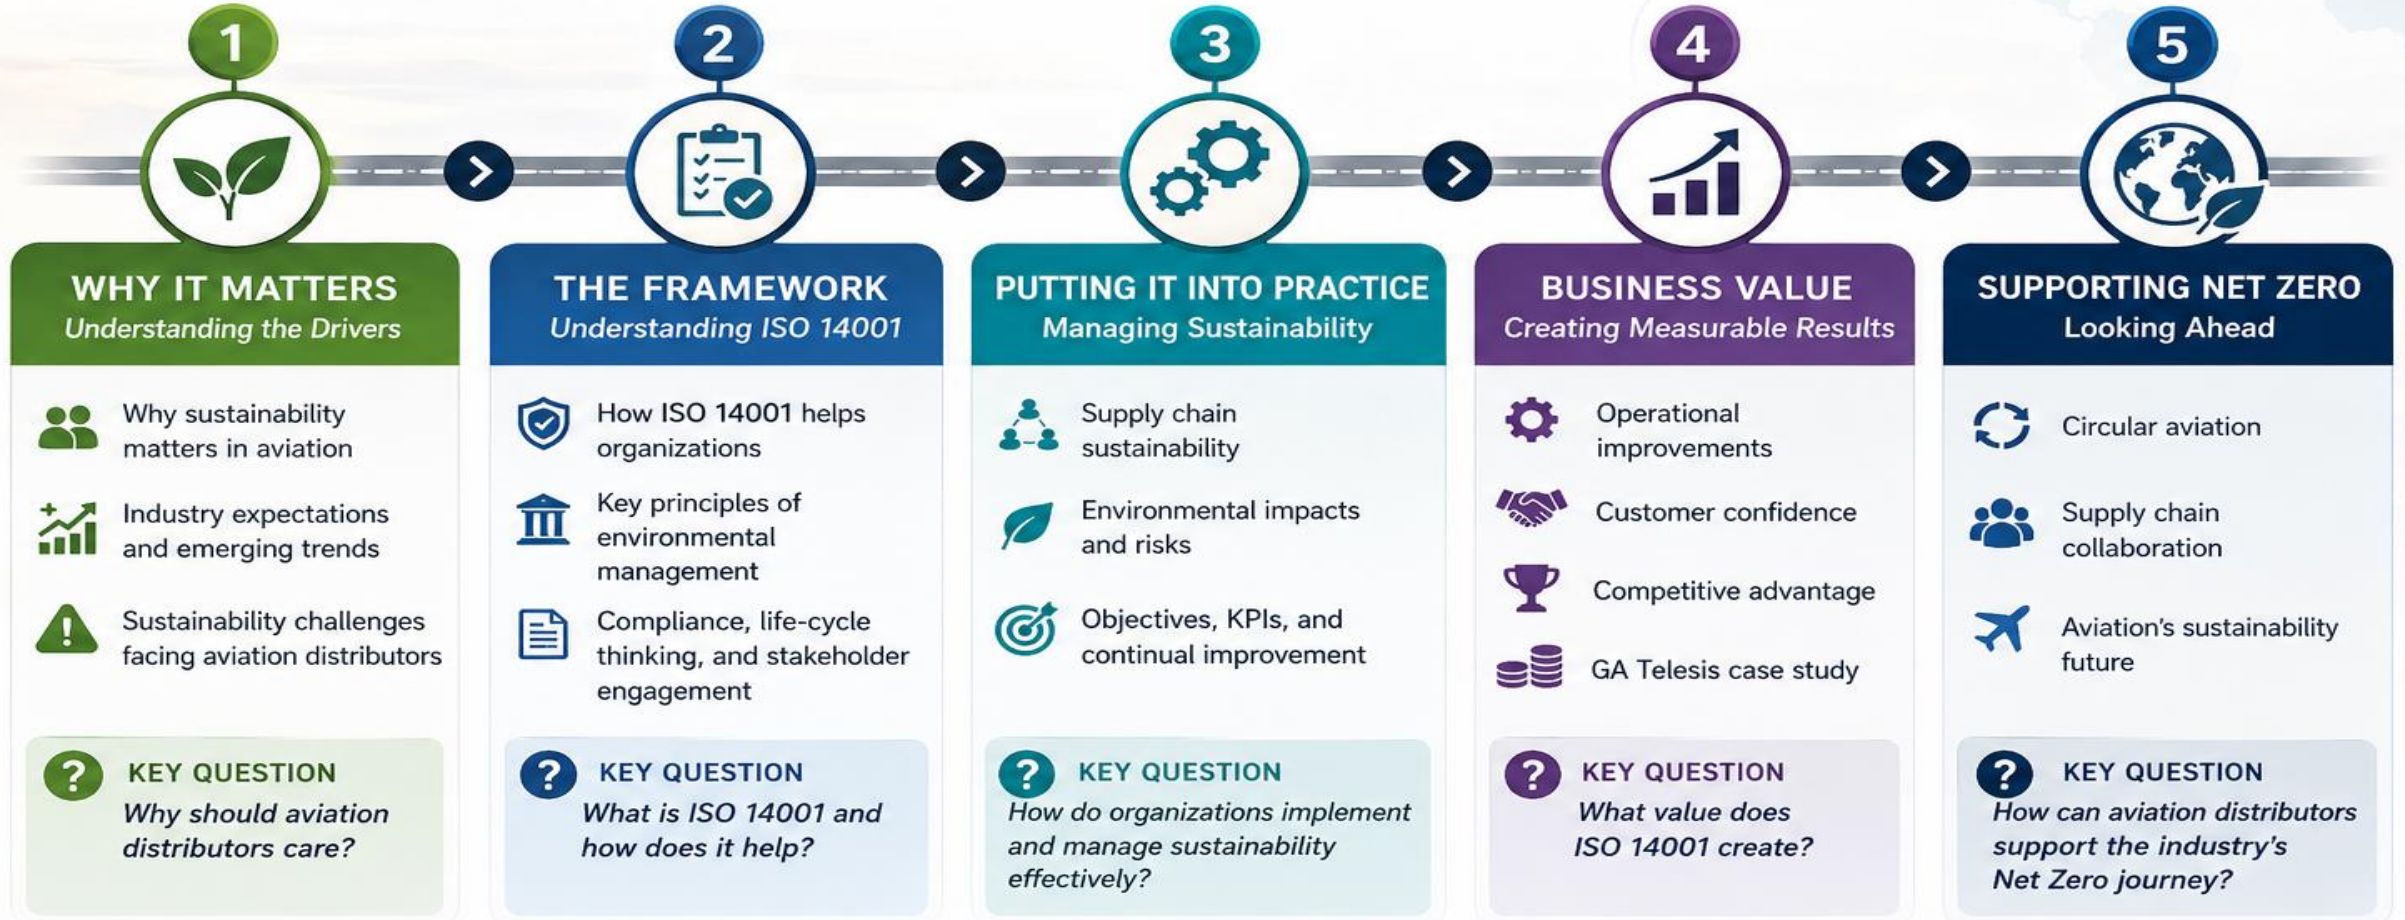 1
WHY IT MATTERS
Understanding the Drivers
Why sustainability
matters in aviation
Industry expectations
and emerging trends
Sustainability challenges
facing aviation distributors
KEY QUESTION
Why should aviation
distributors care?
2
THE FRAMEWORK
Understanding ISO 14001
How ISO 14001 helps
organizations
Key principles of
environmental
management
Compliance, life-cycle
thinking, and stakeholder
engagement
KEY QUESTION
What is ISO 14001 and
how does it help?
3
PUTTING IT INTO PRACTICE
Managing Sustainability
Supply chain
sustainability
Environmental impacts
and risks
Objectives, KPIs, and
continual improvement
KEY QUESTION
How do organizations implement
and manage sustainability
effectively?
4
BUSINESS VALUE
Creating Measurable Results
Operational
improvements
Customer confidence
Competitive advantage
GA Telesis case study
KEY QUESTION
What value does
ISO 14001 create?
5
SUPPORTING NET ZERO
Looking Ahead
Circular aviation
Supply chain
collaboration
Aviation's sustainability
future
KEY QUESTION
How can aviation distributors
support the industry's
Net Zero journey?